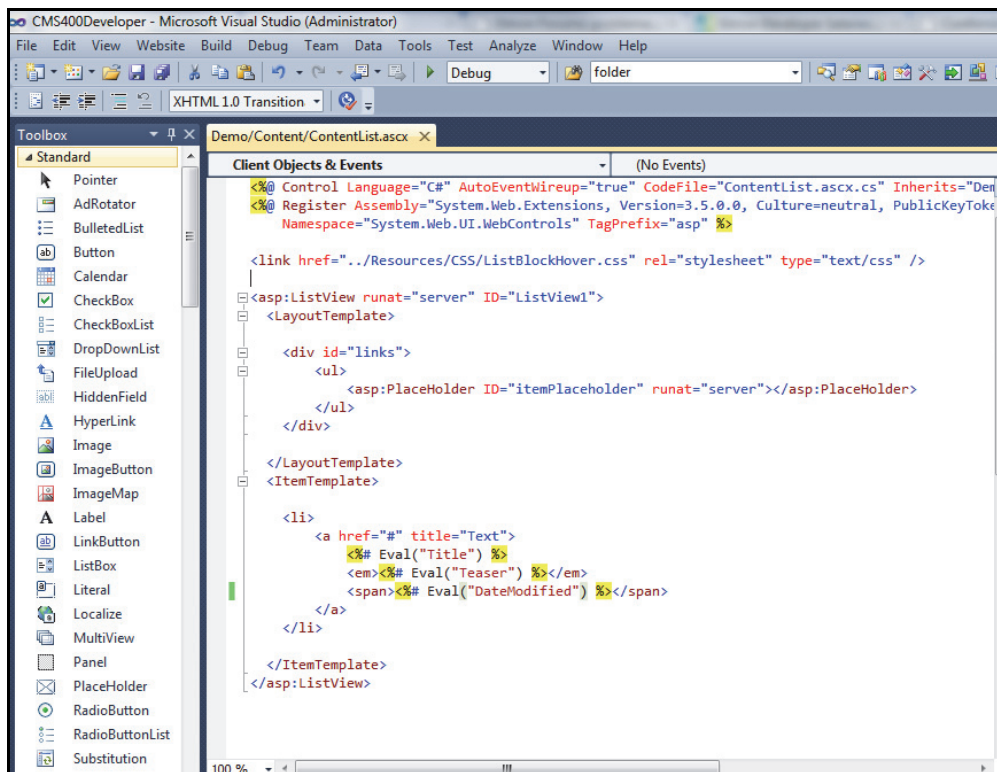 CMS400Developer - Microsoft Visual Studio (Administrator)
File Edit View Website Build Debug Team Data Tools Test Analyze Window Help
Debug folder
XHTML 1.0 Transition
Toolbox
Demo/Content/ContentList.ascx
Standard
Pointer
AdRotator
BulletedList
Button
Calendar
CheckBox
CheckBoxList
DropDownList
FileUpload
HiddenField
HyperLink
Image
ImageButton
ImageMap
Label
LinkButton
ListBox
Literal
Localize
MultiView
Panel
PlaceHolder
RadioButton
RadioButtonList
Substitution
Client Objects & Events (No Events)
<%@ Control Language="C#" AutoEventWireup="true" CodeFile="ContentList.ascx.cs" Inherits="Dem
<%@ Register Assembly="System.Web.Extensions, Version=3.5.0.0, Culture=neutral, PublicKeyToke
Namespace="System.Web.UI.WebControls" TagPrefix="asp" %>
<link href="../Resources/CSS/ListBlockHover.css" rel="stylesheet" type="text/css" />
<asp:ListView runat="server" ID="ListView1">
<LayoutTemplate>
<div id="links">
<ul>
<asp:PlaceHolder ID="itemPlaceholder" runat="server"></asp:PlaceHolder>
</ul>
</div>
</LayoutTemplate>
<ItemTemplate>
<li>
<a href="#" title="Text">
<%# Eval("Title") %>
<em><%# Eval("Teaser") %></em>
<span><%# Eval("DateModified") %></span>
</a>
</li>
</ItemTemplate>
</asp:ListView>
100 %